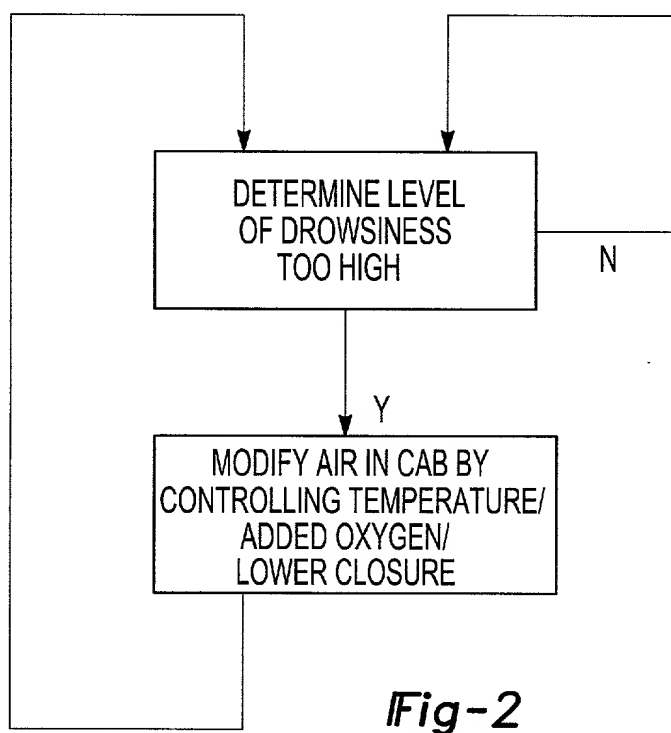 DETERMINE LEVEL
OF DROWSINESS
TOO HIGH
N
Y
MODIFY AIR IN CAB BY
CONTROLLING TEMPERATURE/
ADDED OXYGEN/
LOWER CLOSURE
Fig-2